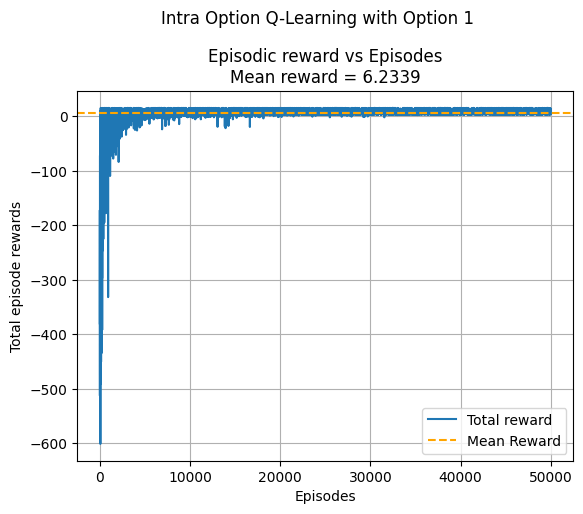 Intra Option Q-Learning with Option 1
Episodic reward vs Episodes
Mean reward = 6.2339
Total episode rewards
0
−100
−200
−300
−400
−500
−600
0
10000
20000
30000
40000
50000
Episodes
Total reward
Mean Reward